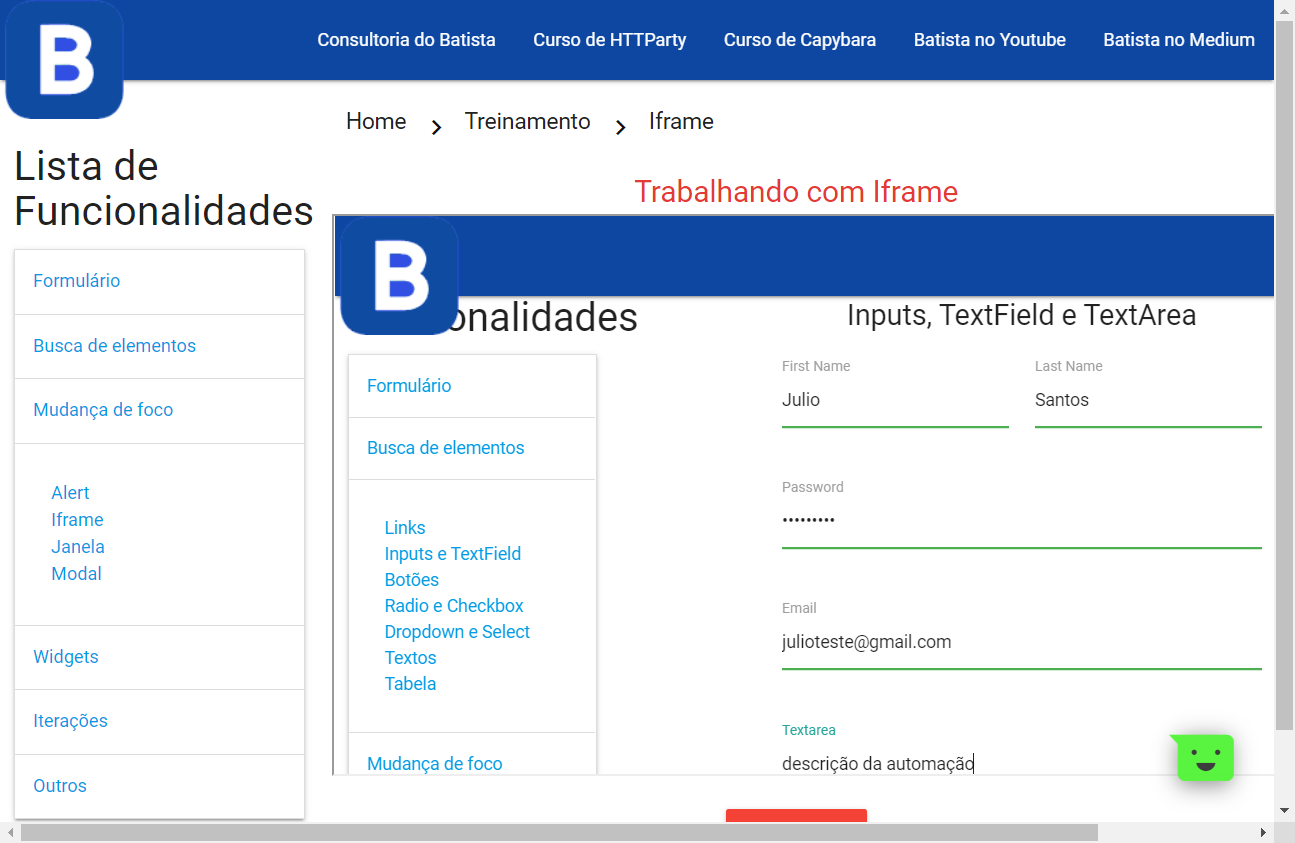 B
Consultoria do Batista
Curso de HTTParty
Curso de Capybara
Batista no Youtube
Batista no Medium
Home
Treinamento
Iframe
Lista de
Funcionalidades
Formulário
Busca de elementos
Mudança de foco
Alert
Iframe
Janela
Modal
Widgets
Iterações
Outros
Trabalhando com Iframe
B
onalidades
Formulário
Busca de elementos
Links
Inputs e TextField
Botões
Radio e Checkbox
Dropdown e Select
Textos
Tabela
Mudança de foco
Inputs, TextField e TextArea
First Name
Julio
Last Name
Santos
Password
•••••••••
Email
julioteste@gmail.com
Textarea
descrição da automação